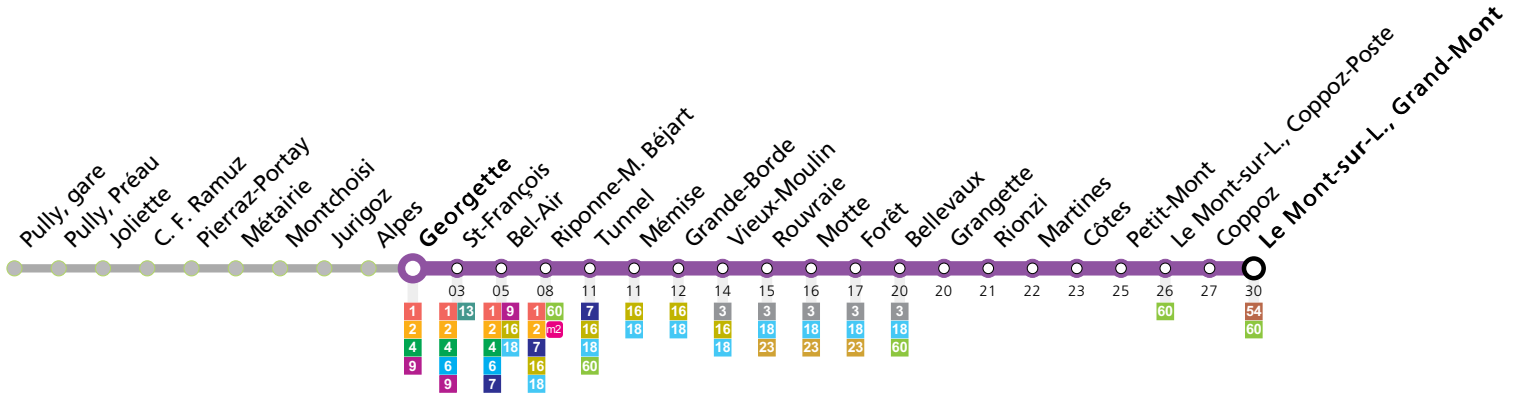 Pully, gare
Pully, Préau
Joliette
C. F. Ramuz
Pierraz-Portay
Métairie
Montchoisi
Jurigoz
Alpes
Georgette
St-François
Bel-Air
Riponne-M. Béjart
Tunnel
Mémise
Grande-Borde
Vieux-Moulin
Rouvraie
Motte
Forêt
Bellevaux
Grangette
Rionzi
Martines
Côtes
Petit-Mont
Le Mont-sur-L., Coppoz-Poste
Coppoz
Le Mont-sur-L., Grand-Mont
03 05 08 11 11 12 14 15 16 17 20 20 21 22 23 25 26 27 30
1 1 13 1 9 1 60 7 16 16 3 3 3 3 3 60 54
2 2 2 16 2 m2 16 18 18 16 18 18 18 18 60
4 4 4 18 7 18 18 23 23 23 60
9 6 6 16 60
9 7 18